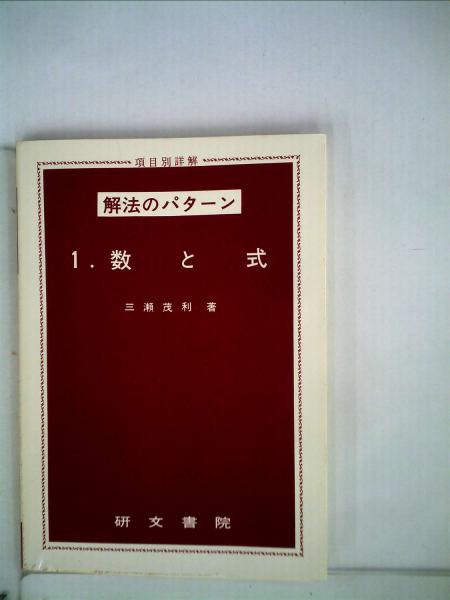 項目別詳解
解法のパターン
1. 数と式
三瀬茂利著
研文書院